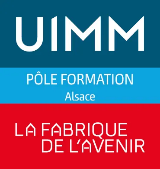 UIMM
PÔLE FORMATION
Alsace
LA FABRIQUE
DE L'AVENIR